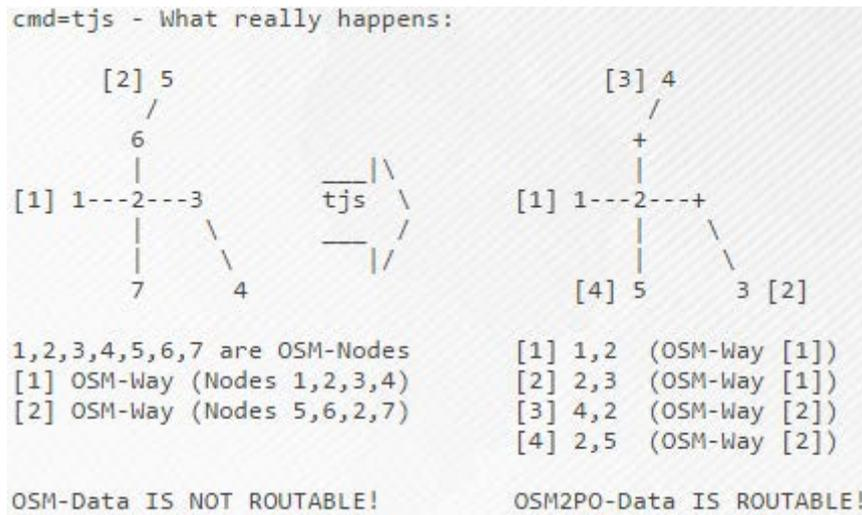 cmd=tjs - What really happens:
[2] 5                                [3] 4
/                                    /
6                                    +
|            ___|\                   |
[1] 1---2---3        tjs  \      [1] 1---2---+
|    \       ___  /              |    \
|     \         |/               |     \
7      4                     [4] 5      3 [2]
1,2,3,4,5,6,7 are OSM-Nodes      [1] 1,2  (OSM-Way [1])
[1] OSM-Way (Nodes 1,2,3,4)      [2] 2,3  (OSM-Way [1])
[2] OSM-Way (Nodes 5,6,2,7)      [3] 4,2  (OSM-Way [2])
[4] 2,5  (OSM-Way [2])
OSM-Data IS NOT ROUTABLE!        OSM2PO-Data IS ROUTABLE!